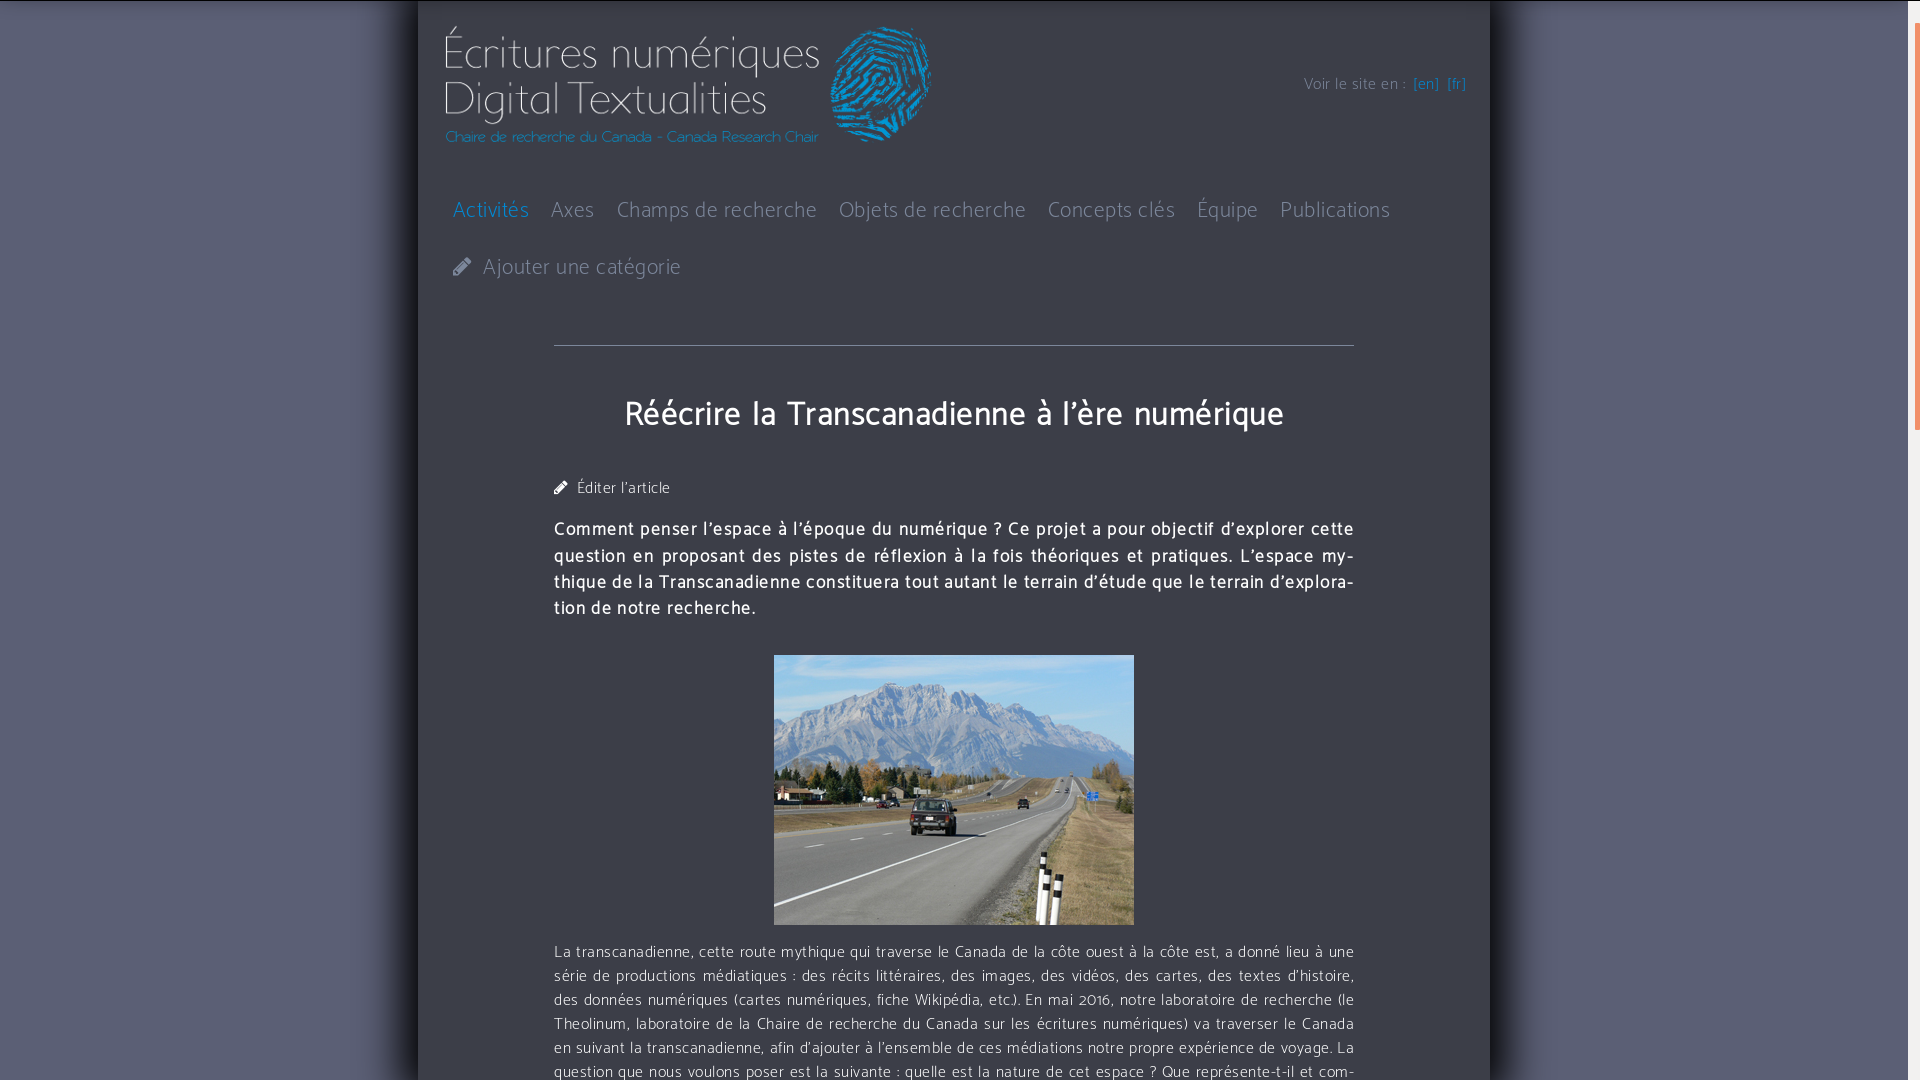 Écritures numériques
Digital Textualities
Chaire de recherche du Canada - Canada Research Chair
Voir le site en : [en] [fr]
Activités Axes Champs de recherche Objets de recherche Concepts clés Équipe Publications
Ajouter une catégorie
Réécrire la Transcanadienne à l’ère numérique
Éditer l’article
Comment penser l’espace à l’époque du numérique ? Ce projet a pour objectif d’explorer cette
question en proposant des pistes de réflexion à la fois théoriques et pratiques. L’espace my-
thique de la Transcanadienne constituera tout autant le terrain d’étude que le terrain d’explora-
tion de notre recherche.
La transcanadienne, cette route mythique qui traverse le Canada de la côte ouest à la côte est, a donné lieu à une
série de productions médiatiques : des récits littéraires, des images, des vidéos, des cartes, des textes d’histoire,
des données numériques (cartes numériques, fiche Wikipédia, etc.). En mai 2016, notre laboratoire de recherche (le
Theolinum, laboratoire de la Chaire de recherche du Canada sur les écritures numériques) va traverser le Canada
en suivant la transcanadienne, afin d’ajouter à l’ensemble de ces médiations notre propre expérience de voyage. La
question que nous voulons poser est la suivante : quelle est la nature de cet espace ? Que représente-t-il et com-